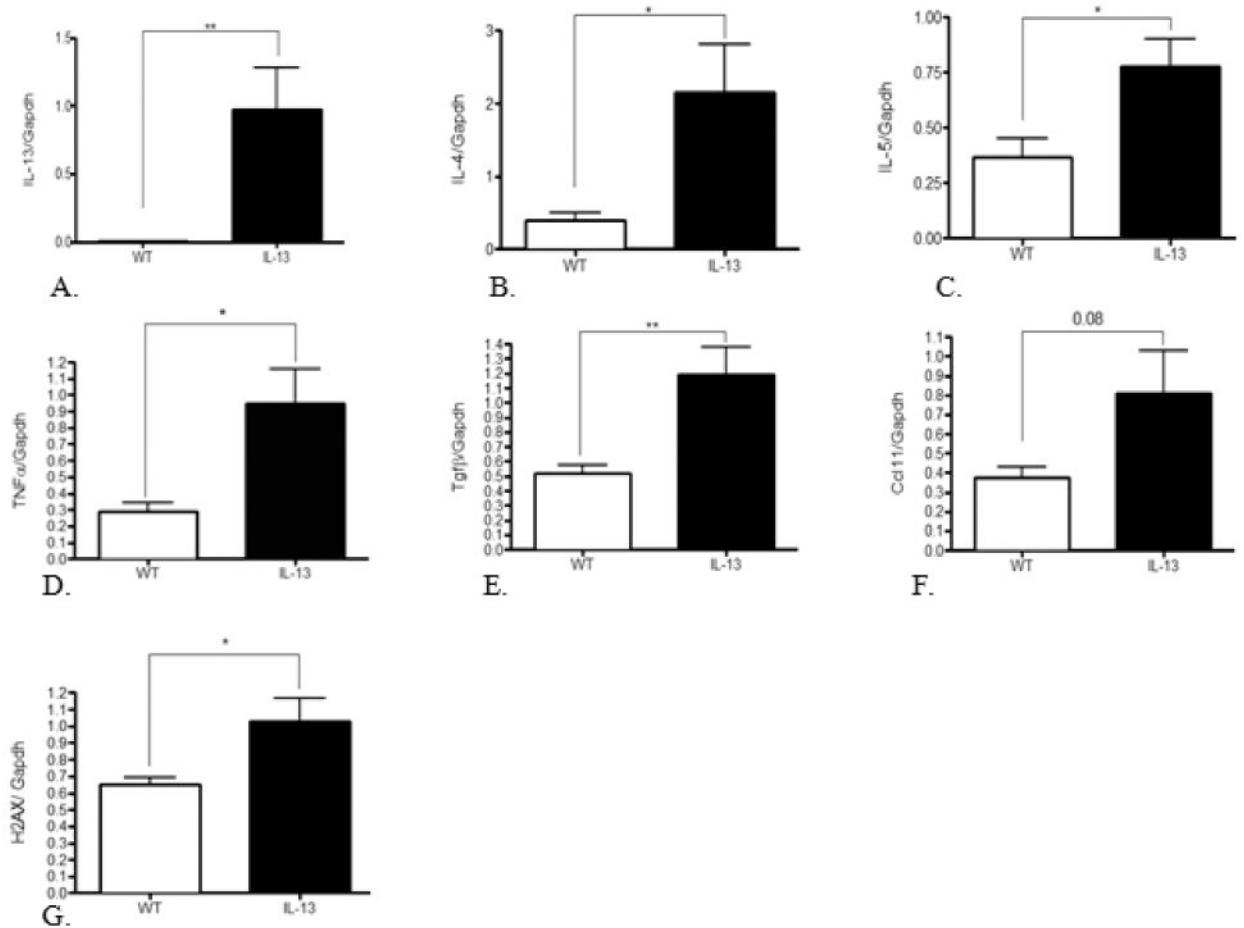 **
1.5
1.0
0.5
0.0
IL-13/Gapdh
WT
IL-13
A.
*
3
2
1
0
IL-4/Gapdh
WT
IL-13
B.
*
1.00
0.75
0.50
0.25
0.00
IL-5/Gapdh
WT
IL-13
C.
*
1.2
1.1
1.0
0.9
0.8
0.7
0.6
0.5
0.4
0.3
0.2
0.1
0.0
TNFα/Gapdh
WT
IL-13
D.
**
1.4
1.3
1.2
1.1
1.0
0.9
0.8
0.7
0.6
0.5
0.4
0.3
0.2
0.1
0.0
Tgfβ/Gapdh
WT
IL-13
E.
0.08
1.1
1.0
0.9
0.8
0.7
0.6
0.5
0.4
0.3
0.2
0.1
0.0
Ccl11/Gapdh
WT
IL-13
F.
*
1.2
1.1
1.0
0.9
0.8
0.7
0.6
0.5
0.4
0.3
0.2
0.1
0.0
H2AX/ Gapdh
WT
IL-13
G.